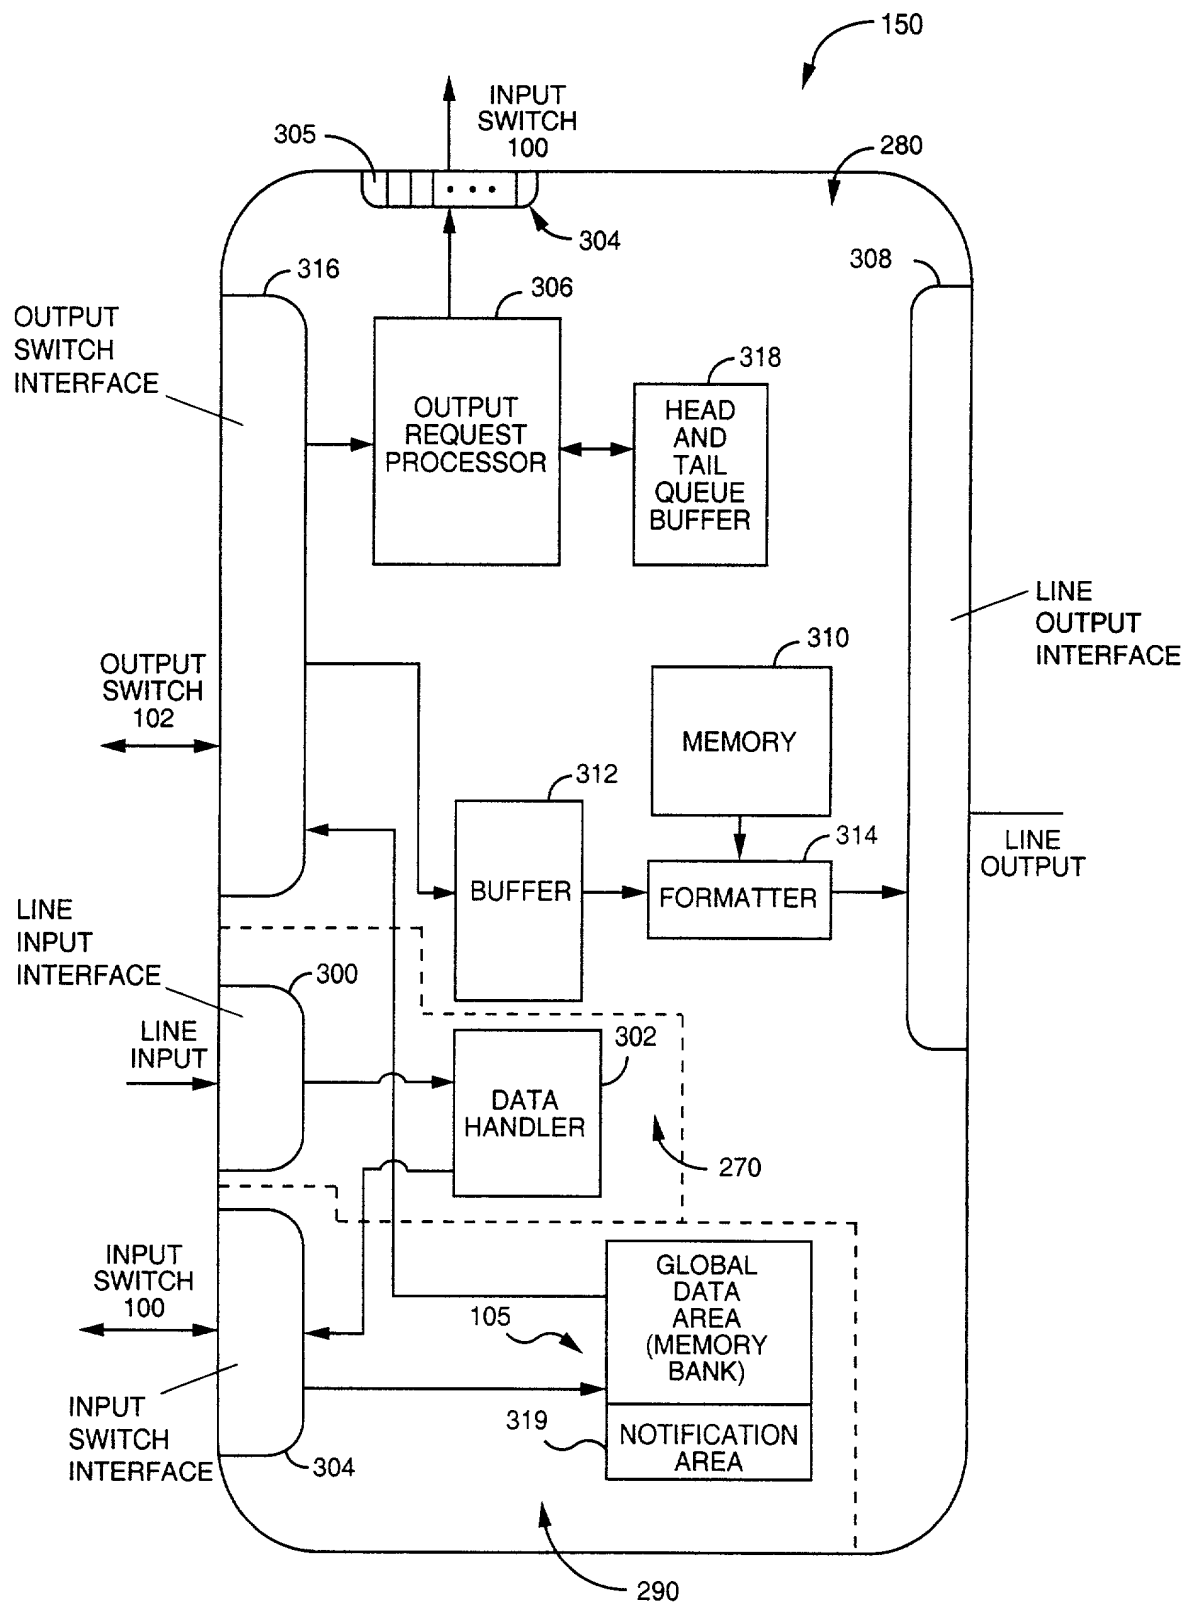 150
INPUT
SWITCH
100
305
280
304
316
306
308
OUTPUT
SWITCH
INTERFACE
318
OUTPUT
REQUEST
PROCESSOR
HEAD
AND
TAIL
QUEUE
BUFFER
LINE
OUTPUT
INTERFACE
310
OUTPUT
SWITCH
102
MEMORY
312
314
LINE
OUTPUT
BUFFER
FORMATTER
LINE
INPUT
INTERFACE
300
LINE
INPUT
302
DATA
HANDLER
270
INPUT
SWITCH
100
GLOBAL
DATA
AREA
(MEMORY
BANK)
105
319
NOTIFICATION
AREA
INPUT
SWITCH
INTERFACE
304
290